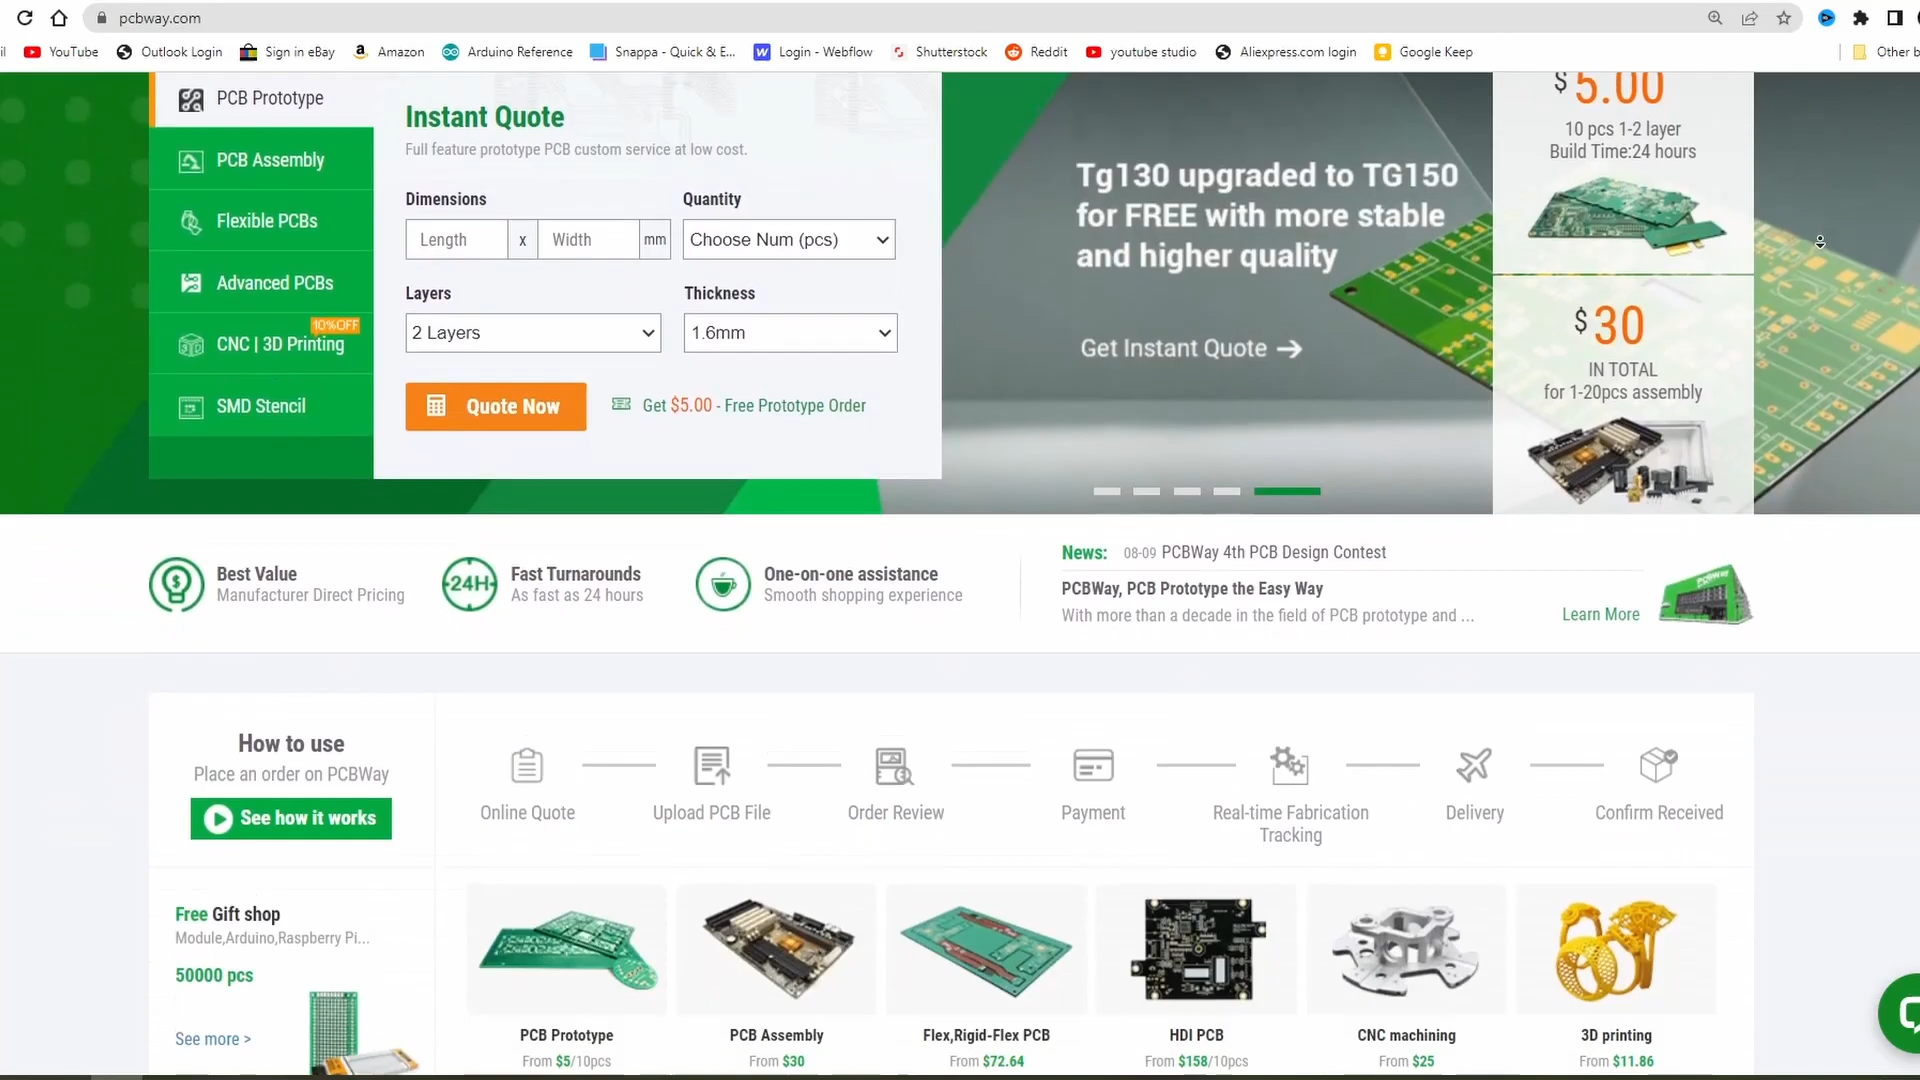 pcbway.com
YouTube
Outlook Login
Sign in eBay
Amazon
Arduino Reference
Snappa - Quick & E...
Login - Webflow
Shutterstock
Reddit
youtube studio
Aliexpress.com login
Google Keep
Other b
PCB Prototype
PCB Assembly
Flexible PCBs
Advanced PCBs
10%OFF
CNC | 3D Printing
SMD Stencil
Instant Quote
Full feature prototype PCB custom service at low cost.
Dimensions
Quantity
Length x Width mm
Choose Num (pcs)
Layers
Thickness
2 Layers
1.6mm
Quote Now
Get $5.00 - Free Prototype Order
Tg130 upgraded to TG150
for FREE with more stable
and higher quality
Get Instant Quote
$ 5.00
10 pcs 1-2 layer
Build Time:24 hours
$ 30
IN TOTAL
for 1-20pcs assembly
Best Value
Manufacturer Direct Pricing
24H
Fast Turnarounds
As fast as 24 hours
One-on-one assistance
Smooth shopping experience
News: 08-09 PCBWay 4th PCB Design Contest
PCBWay, PCB Prototype the Easy Way
With more than a decade in the field of PCB prototype and ...
Learn More
How to use
Place an order on PCBWay
See how it works
Online Quote
Upload PCB File
Order Review
Payment
Real-time Fabrication
Tracking
Delivery
Confirm Received
Free Gift shop
Module,Arduino,Raspberry Pi...
50000 pcs
See more >
PCB Prototype
From $5/10pcs
PCB Assembly
From $30
Flex,Rigid-Flex PCB
From $72.64
HDI PCB
From $158/10pcs
CNC machining
From $25
3D printing
From $11.86